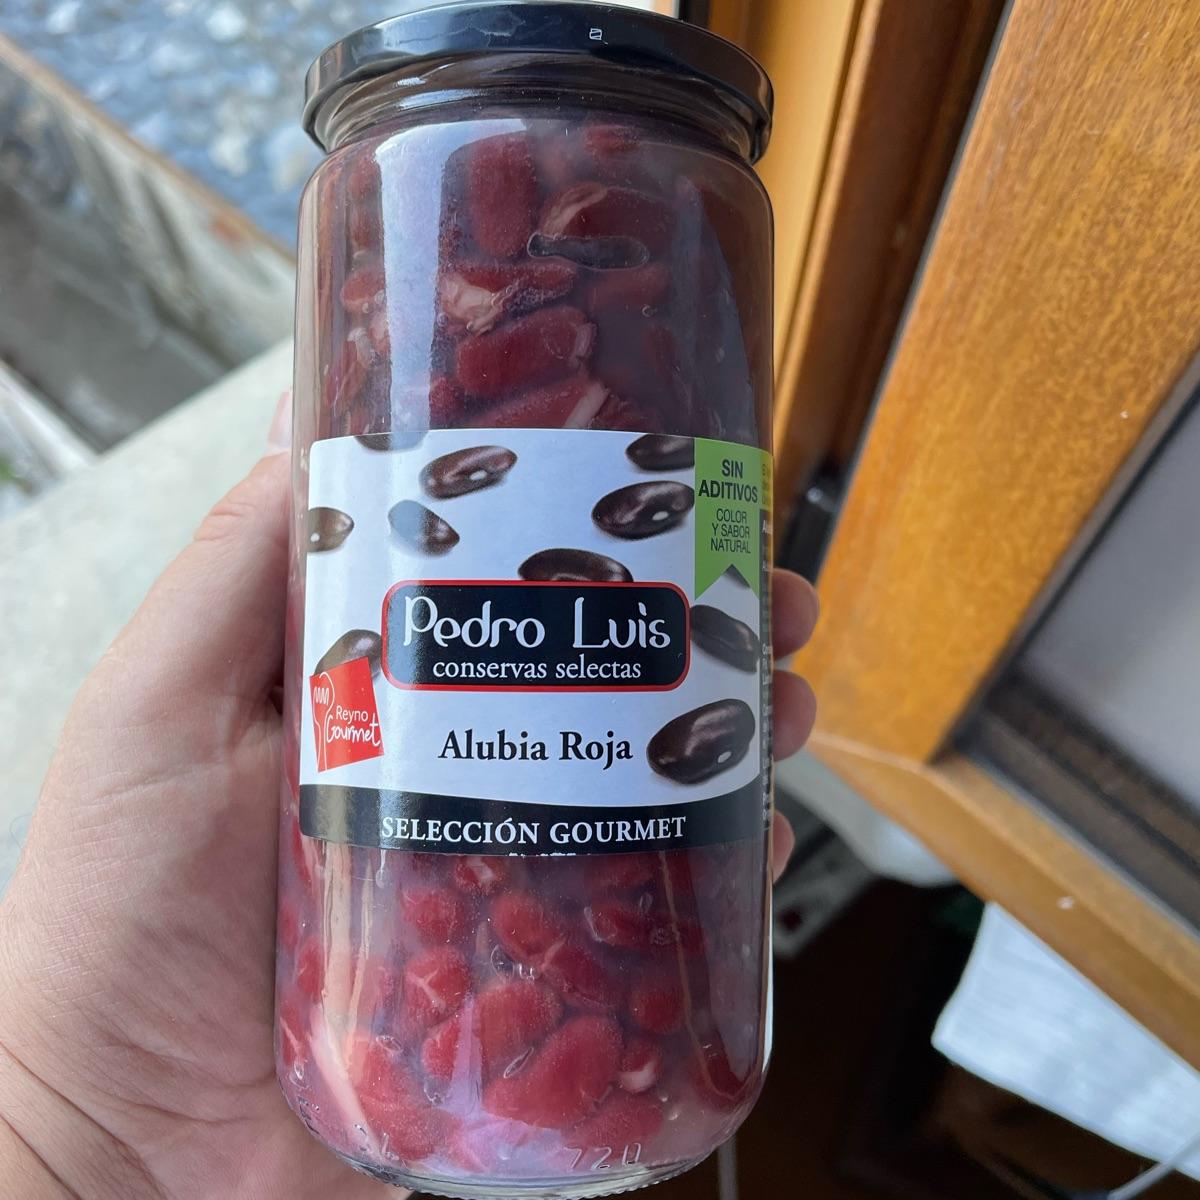 SIN
ADITIVOS
COLOR
Y SABOR
NATURAL
Pedro Luis
conservas selectas
Reyno
Gourmet
Alubia Roja
SELECCIÓN GOURMET
720